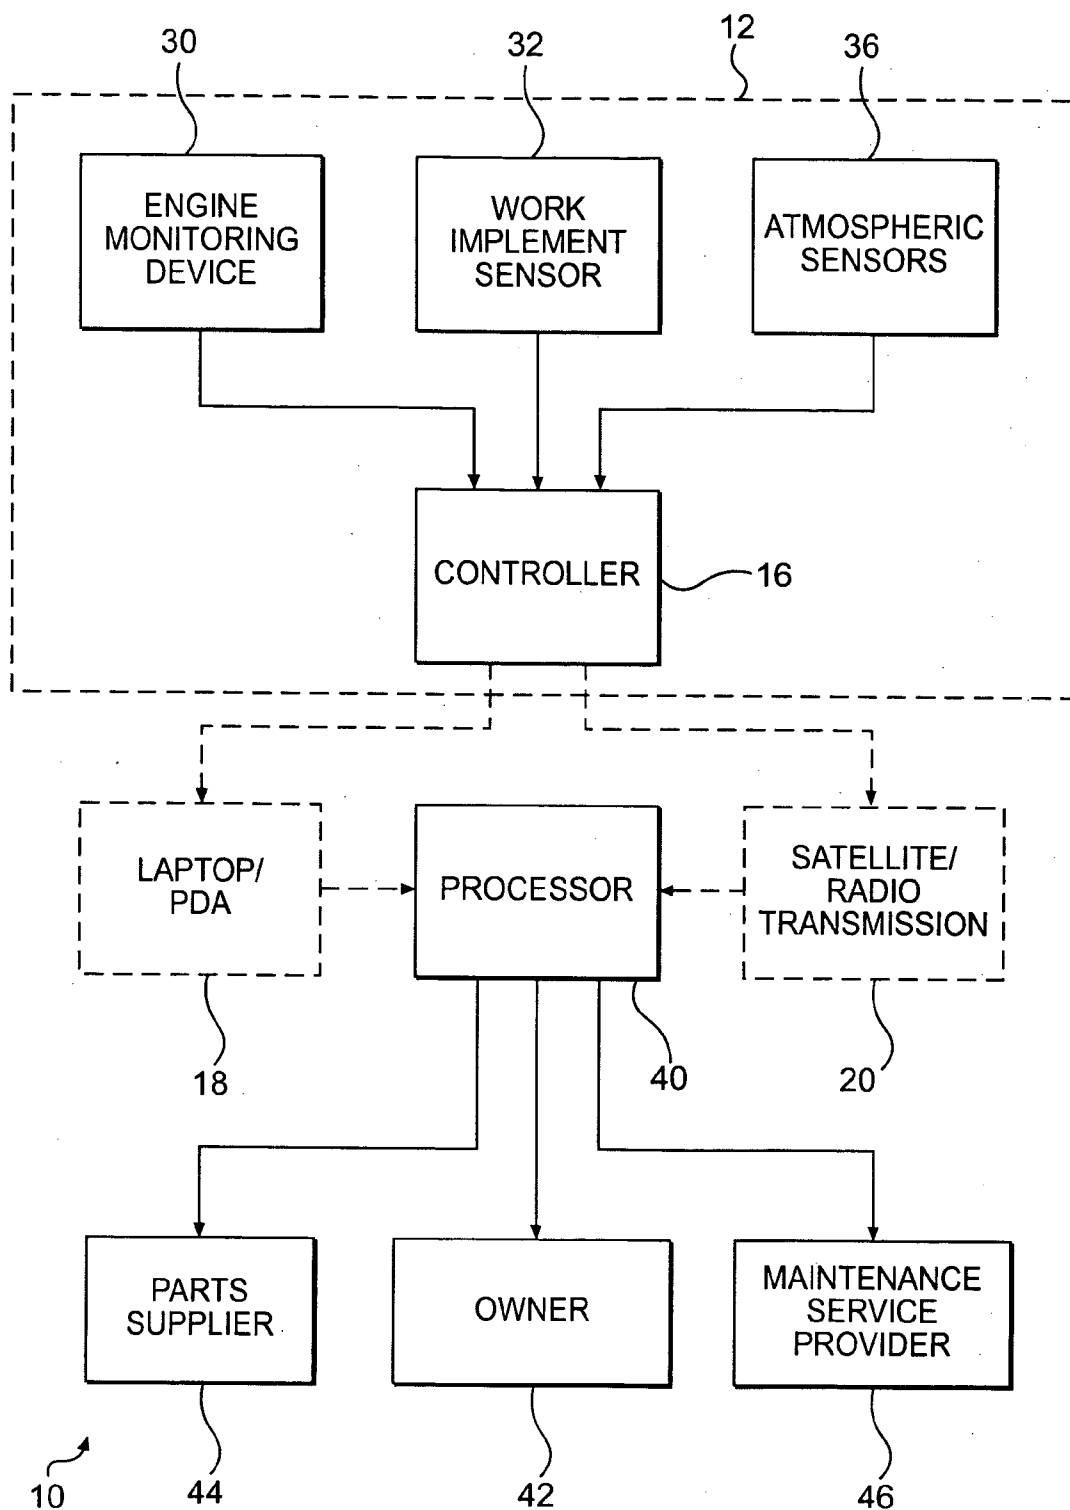 30
32
12
36
ENGINE
MONITORING
DEVICE
WORK
IMPLEMENT
SENSOR
ATMOSPHERIC
SENSORS
CONTROLLER
16
LAPTOP/
PDA
PROCESSOR
SATELLITE/
RADIO
TRANSMISSION
18
40
20
PARTS
SUPPLIER
OWNER
MAINTENANCE
SERVICE
PROVIDER
10
44
42
46